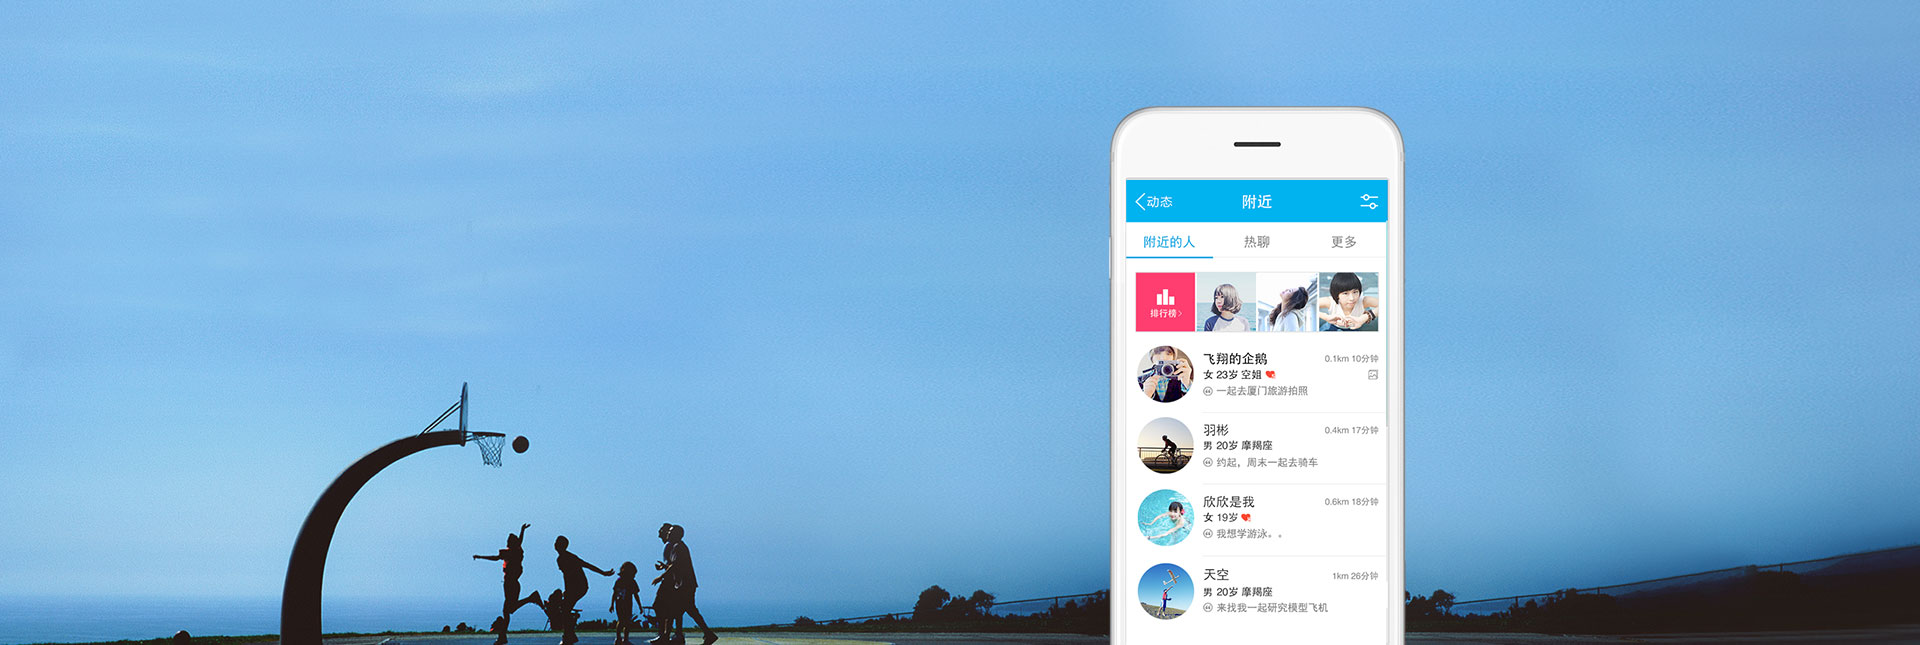 动态 附近
附近的人 热聊 更多
排行榜
飞翔的企鹅 0.1km 10分钟
女 23岁 空姐
一起去厦门旅游拍照
羽彬 0.4km 17分钟
男 20岁 摩羯座
约起，周末一起去骑车
欣欣是我 0.6km 18分钟
女 19岁
我想学游泳。。
天空 1km 26分钟
男 20岁 摩羯座
来找我一起研究模型飞机